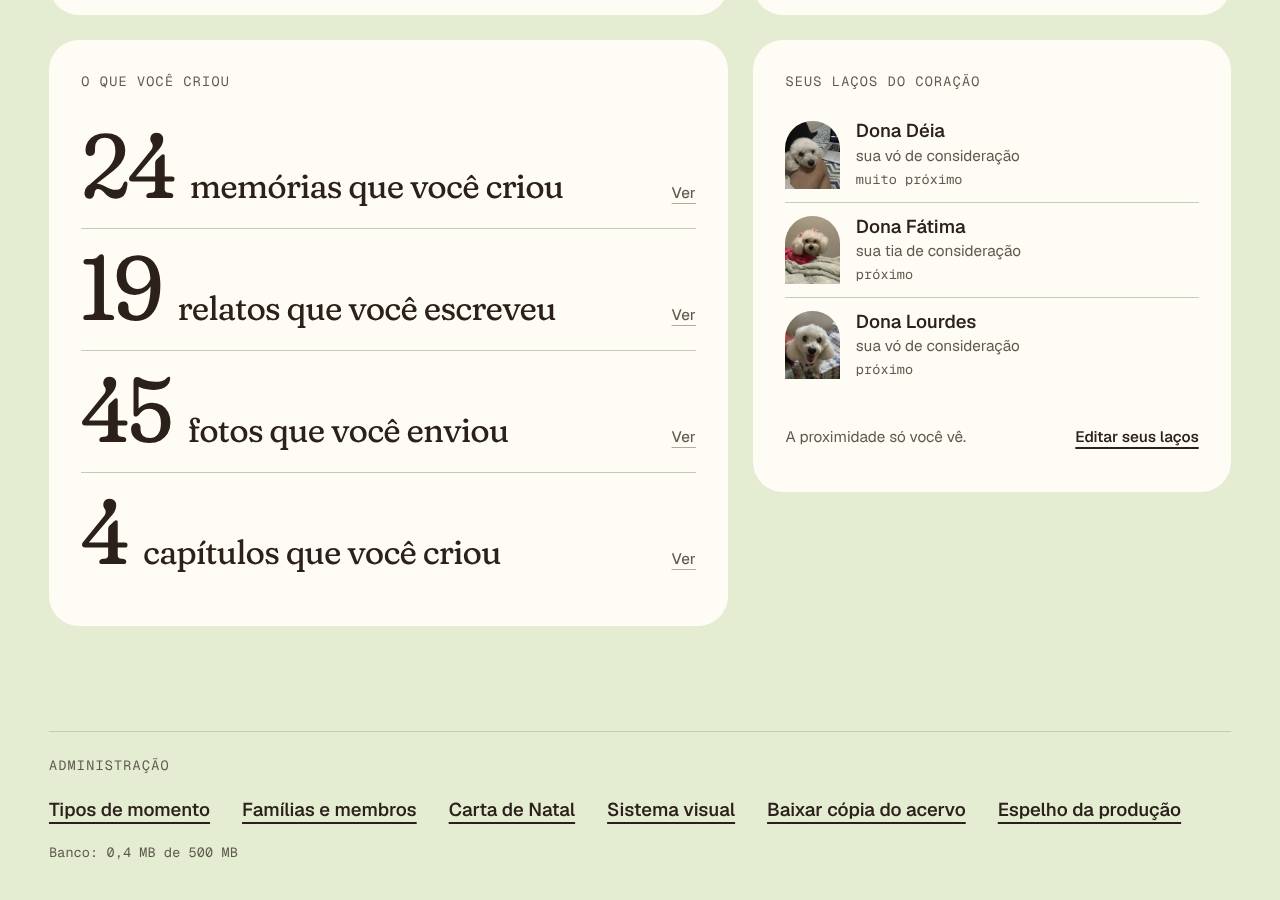 O QUE VOCÊ CRIOU
24 memórias que você criou Ver
19 relatos que você escreveu Ver
45 fotos que você enviou Ver
4 capítulos que você criou Ver
SEUS LAÇOS DO CORAÇÃO
Dona Déia
sua vó de consideração
muito próximo
Dona Fátima
sua tia de consideração
próximo
Dona Lourdes
sua vó de consideração
próximo
A proximidade só você vê. Editar seus laços
ADMINISTRAÇÃO
Tipos de momento Famílias e membros Carta de Natal Sistema visual Baixar cópia do acervo Espelho da produção
Banco: 0,4 MB de 500 MB